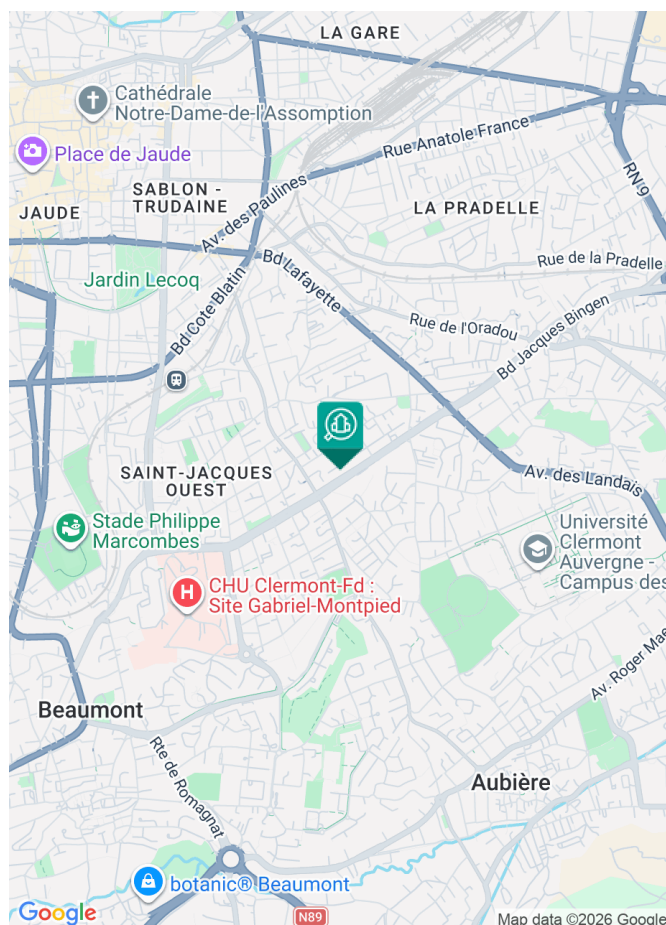 LA GARE
Cathédrale
Notre-Dame-de-l'Assomption
Rue Anatole France
Place de Jaude
RN 9
SABLON -
TRUDAINE
JAUDE
Av. des Paulines
LA PRADELLE
Rue de la Pradelle
Bd Lafayette
Jardin Lecoq
Bd Cote Blatin
Rue de l'Oradou
Bd Jacques Bingen
SAINT-JACQUES
OUEST
Av. des Landais
Stade Philippe
Marcombes
Université
Clermont
Auvergne -
Campus des
CHU Clermont-Fd :
Site Gabriel-Montpied
H
Av. Roger Mae
Beaumont
Rte de Romagnat
Aubière
botanic® Beaumont
Google
N89
Map data ©2026 Google